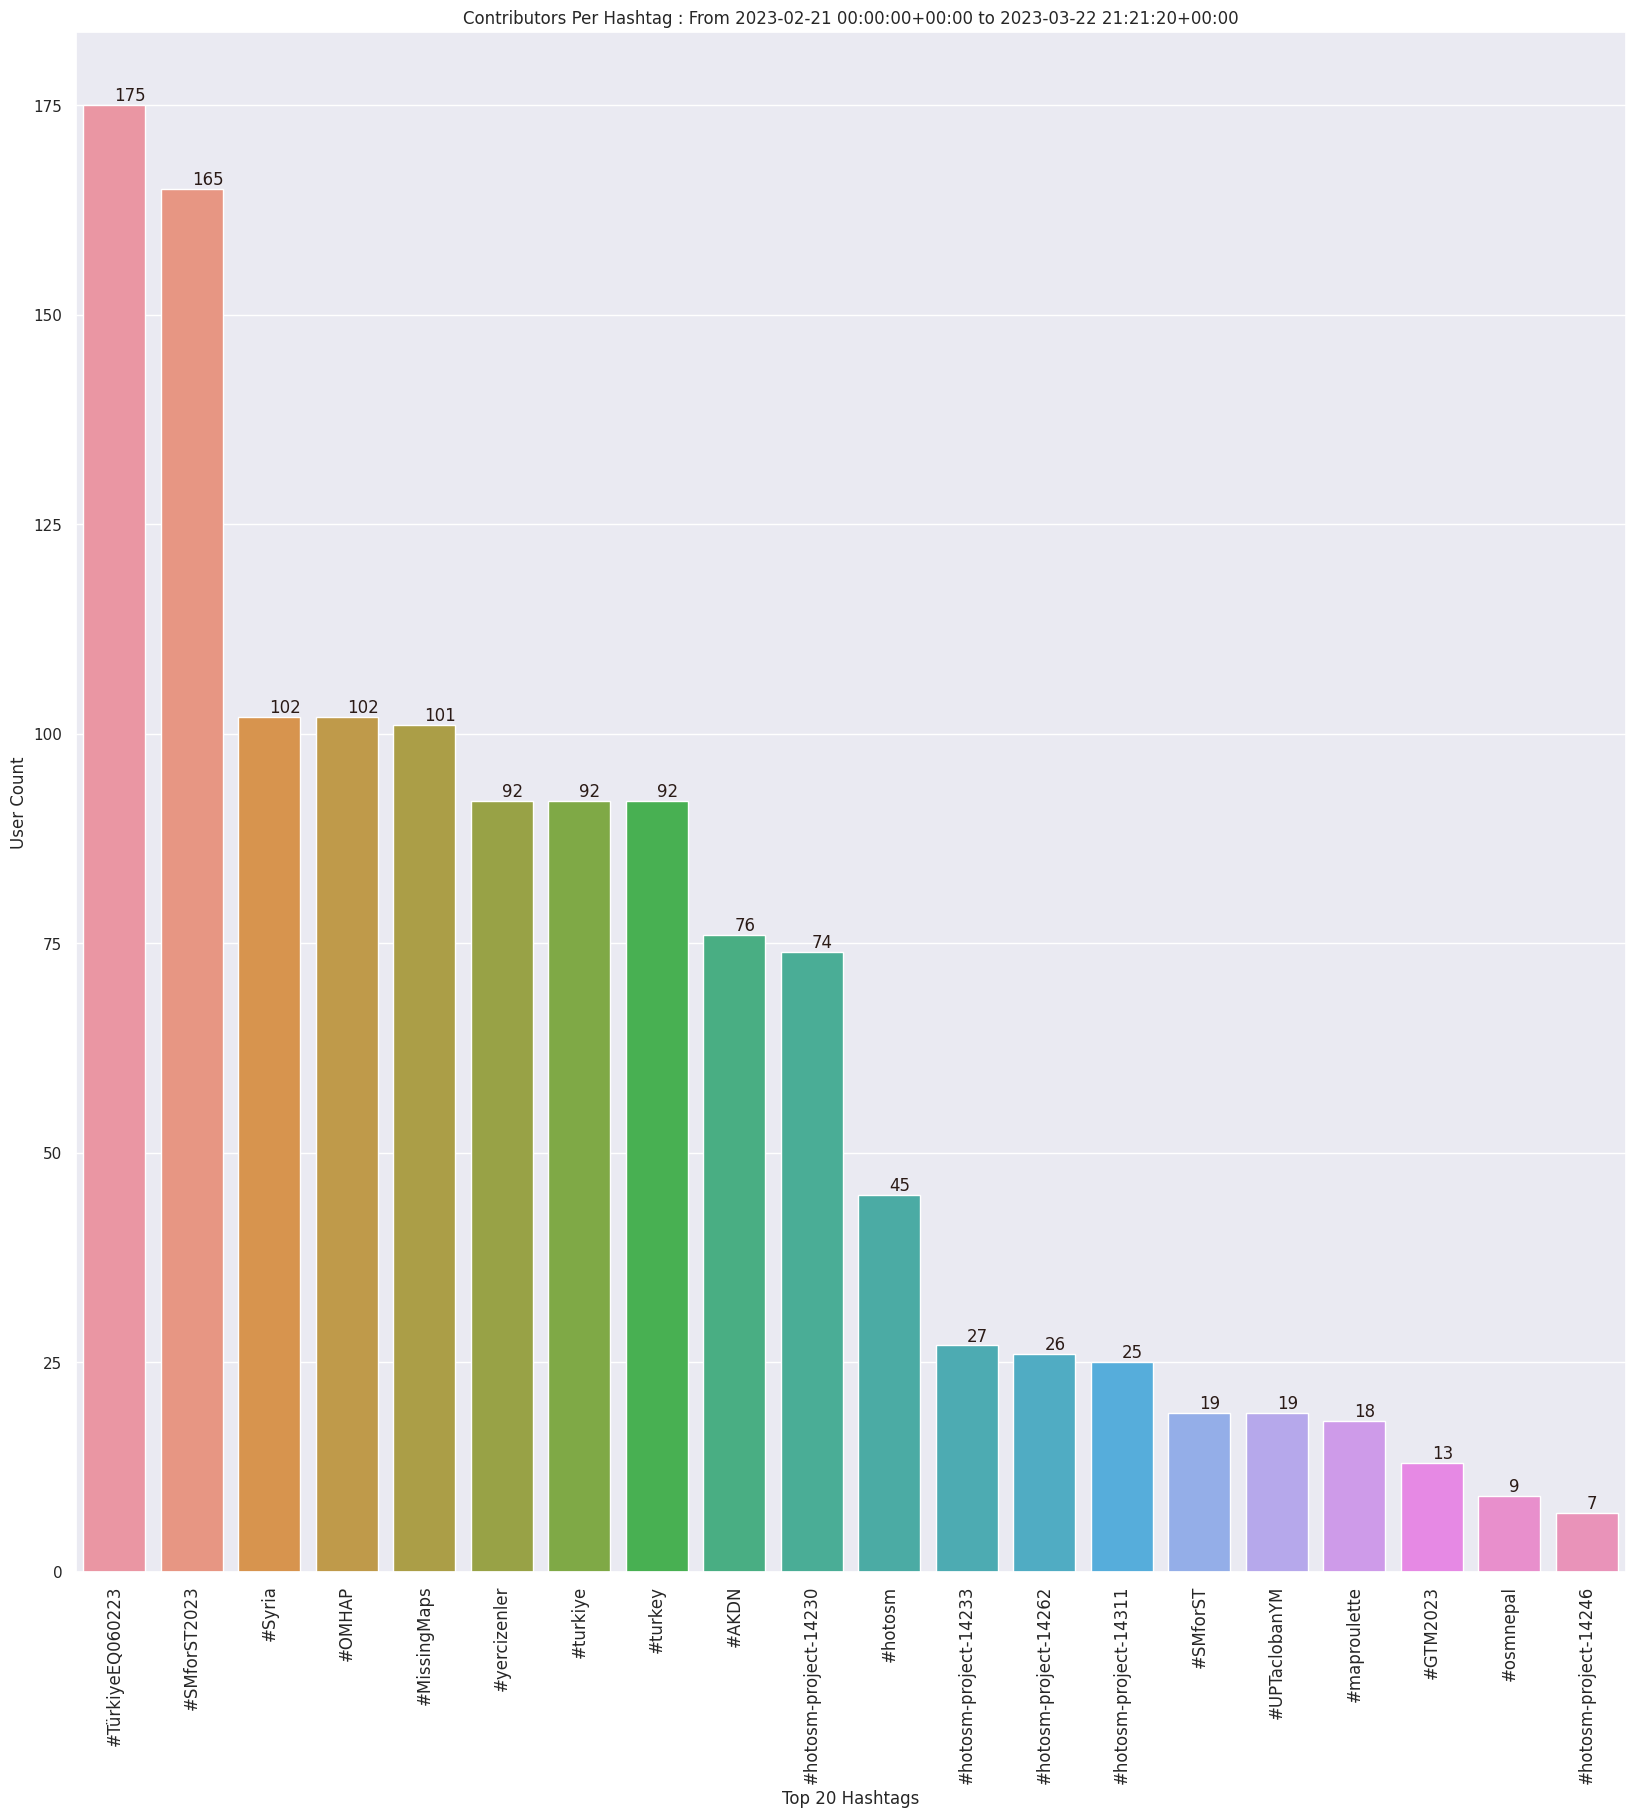 Contributors Per Hashtag : From 2023-02-21 00:00:00+00:00 to 2023-03-22 21:21:20+00:00
User Count
175
150
125
100
75
50
25
0
175
165
102
102
101
92
92
92
76
74
45
27
26
25
19
19
18
13
9
7
#TürkiyeEQ060223
#SMforST2023
#Syria
#OMHAP
#MissingMaps
#yercizenler
#turkiye
#turkey
#AKDN
#hotosm-project-14230
#hotosm
#hotosm-project-14233
#hotosm-project-14262
#hotosm-project-14311
#SMforST
#UPTaclobanYM
#maproulette
#GTM2023
#osmnepal
#hotosm-project-14246
Top 20 Hashtags